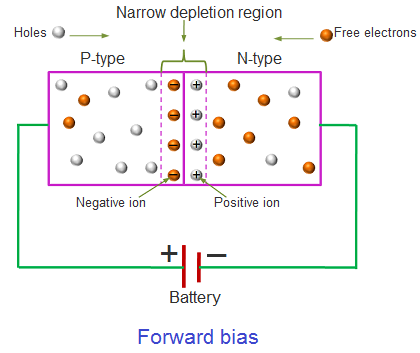 Narrow depletion region
Holes
Free electrons
P-type
N-type
− +
− +
− +
− +
Negative ion
Positive ion
+ −
Battery
Forward bias